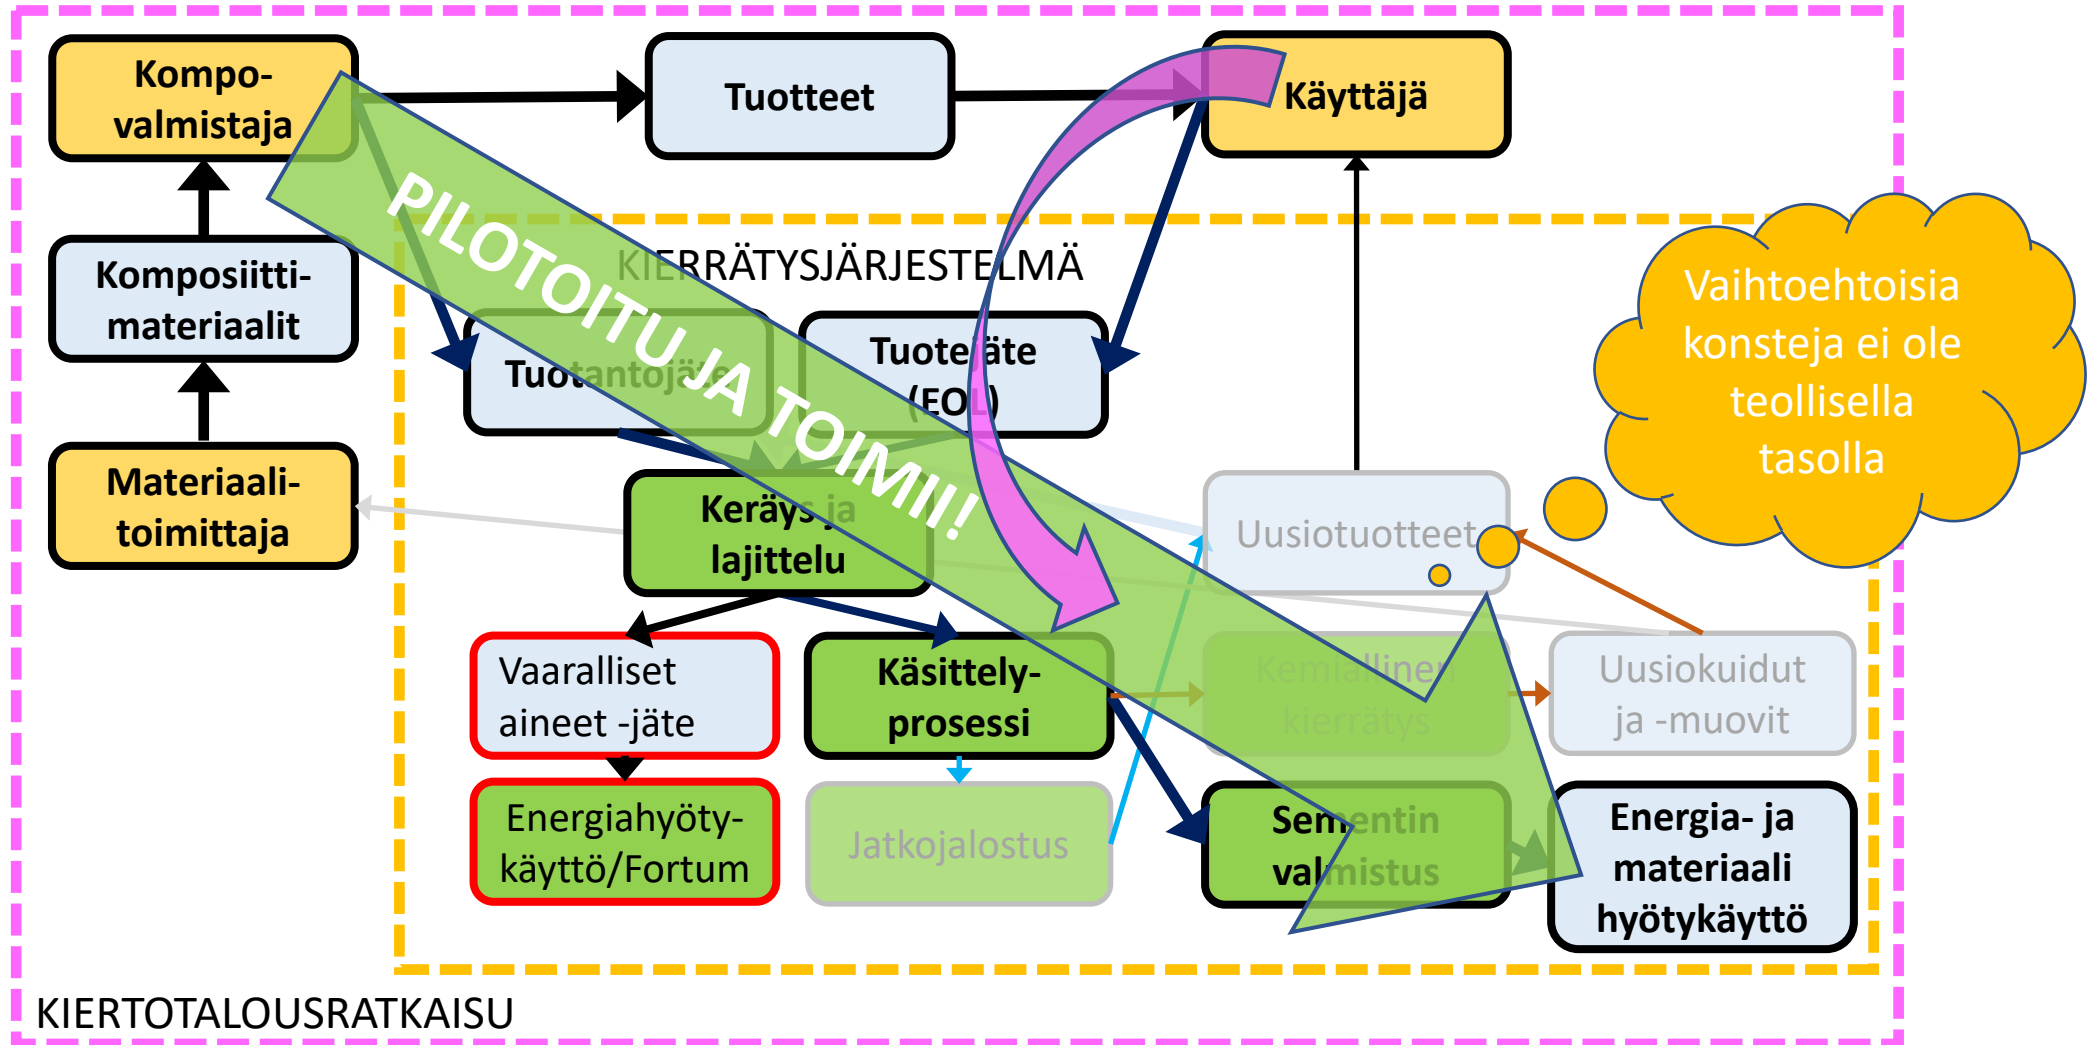 Kompo-
valmistaja
Tuotteet
Käyttäjä
KIERRÄTYSJÄRJESTELMÄ
Komposiitti-
materiaalit
PILOTOITU JA TOIMII!
Vaihtoehtoisia
konsteja ei ole
teollisella
tasolla
Tuotantojäte
Tuotejäte
(EOL)
Materiaali-
toimittaja
Keräys ja
lajittelu
Uusiotuotteet
Vaaralliset
aineet -jäte
Käsittely-
prosessi
Kemiallinen
kierrätys
Uusiokuidut
ja -muovit
Energiahyöty-
käyttö/Fortum
Jatkojalostus
Sementin
valmistus
Energia- ja
materiaali
hyötykäyttö
KIERTOTALOUSRATKAISU